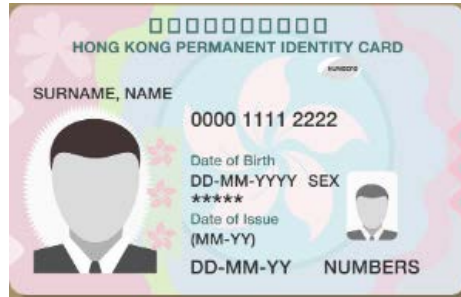 HONG KONG PERMANENT IDENTITY CARD
NUMBERS
SURNAME, NAME
0000 1111 2222
Date of Birth
DD-MM-YYYY SEX
*****
Date of Issue
(MM-YY)
DD-MM-YY NUMBERS